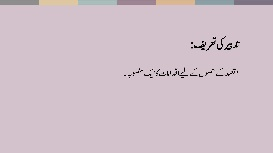 تدبیر کی تعریف:
مقصد کے حصول کے لیے اقدامات کا ایک منصوبہ۔